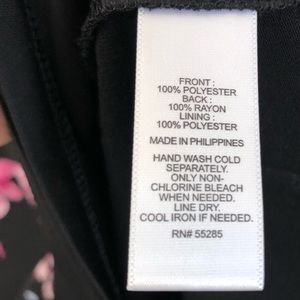 FRONT :
100% POLYESTER
BACK :
100% RAYON
LINING :
100% POLYESTER
MADE IN PHILIPPINES
HAND WASH COLD
SEPARATELY.
ONLY NON-
CHLORINE BLEACH
WHEN NEEDED.
LINE DRY.
COOL IRON IF NEEDED.
RN# 55285